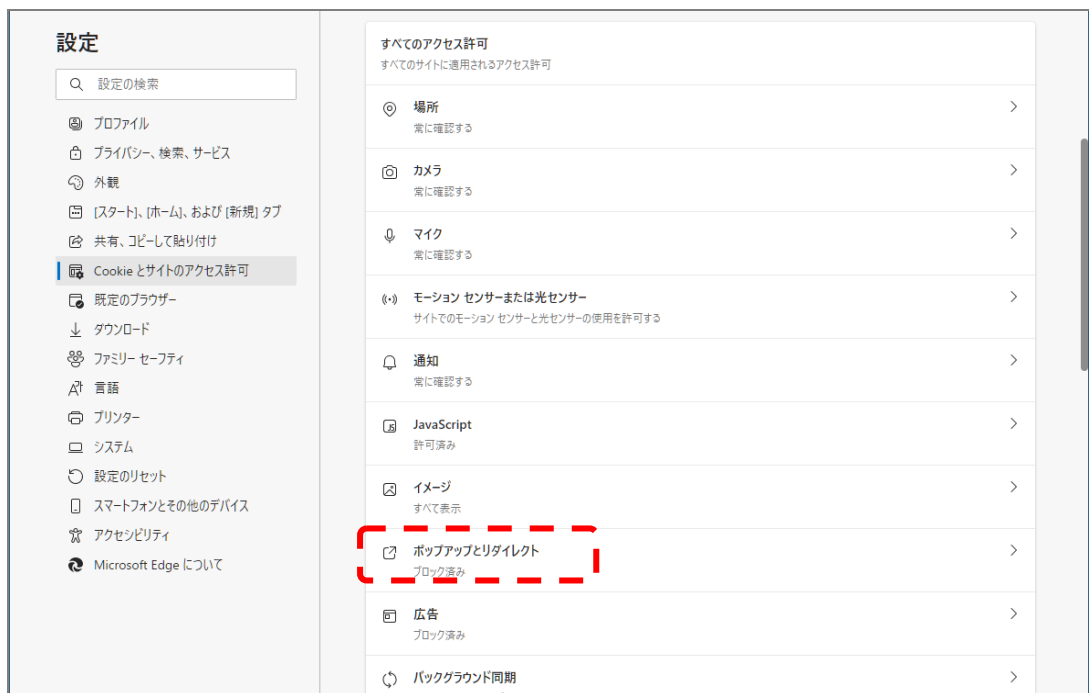 設定
設定の検索
プロファイル
プライバシー、検索、サービス
外観
[スタート]、[ホーム]、および [新規] タブ
共有、コピーして貼り付け
Cookie とサイトのアクセス許可
既定のブラウザー
ダウンロード
ファミリー セーフティ
言語
プリンター
システム
設定のリセット
スマートフォンとその他のデバイス
アクセシビリティ
Microsoft Edge について
すべてのアクセス許可
すべてのサイトに適用されるアクセス許可
場所
常に確認する
カメラ
常に確認する
マイク
常に確認する
モーション センサーまたは光センサー
サイトでのモーション センサーと光センサーの使用を許可する
通知
常に確認する
JavaScript
許可済み
イメージ
すべて表示
ポップアップとリダイレクト
ブロック済み
広告
ブロック済み
バックグラウンド同期